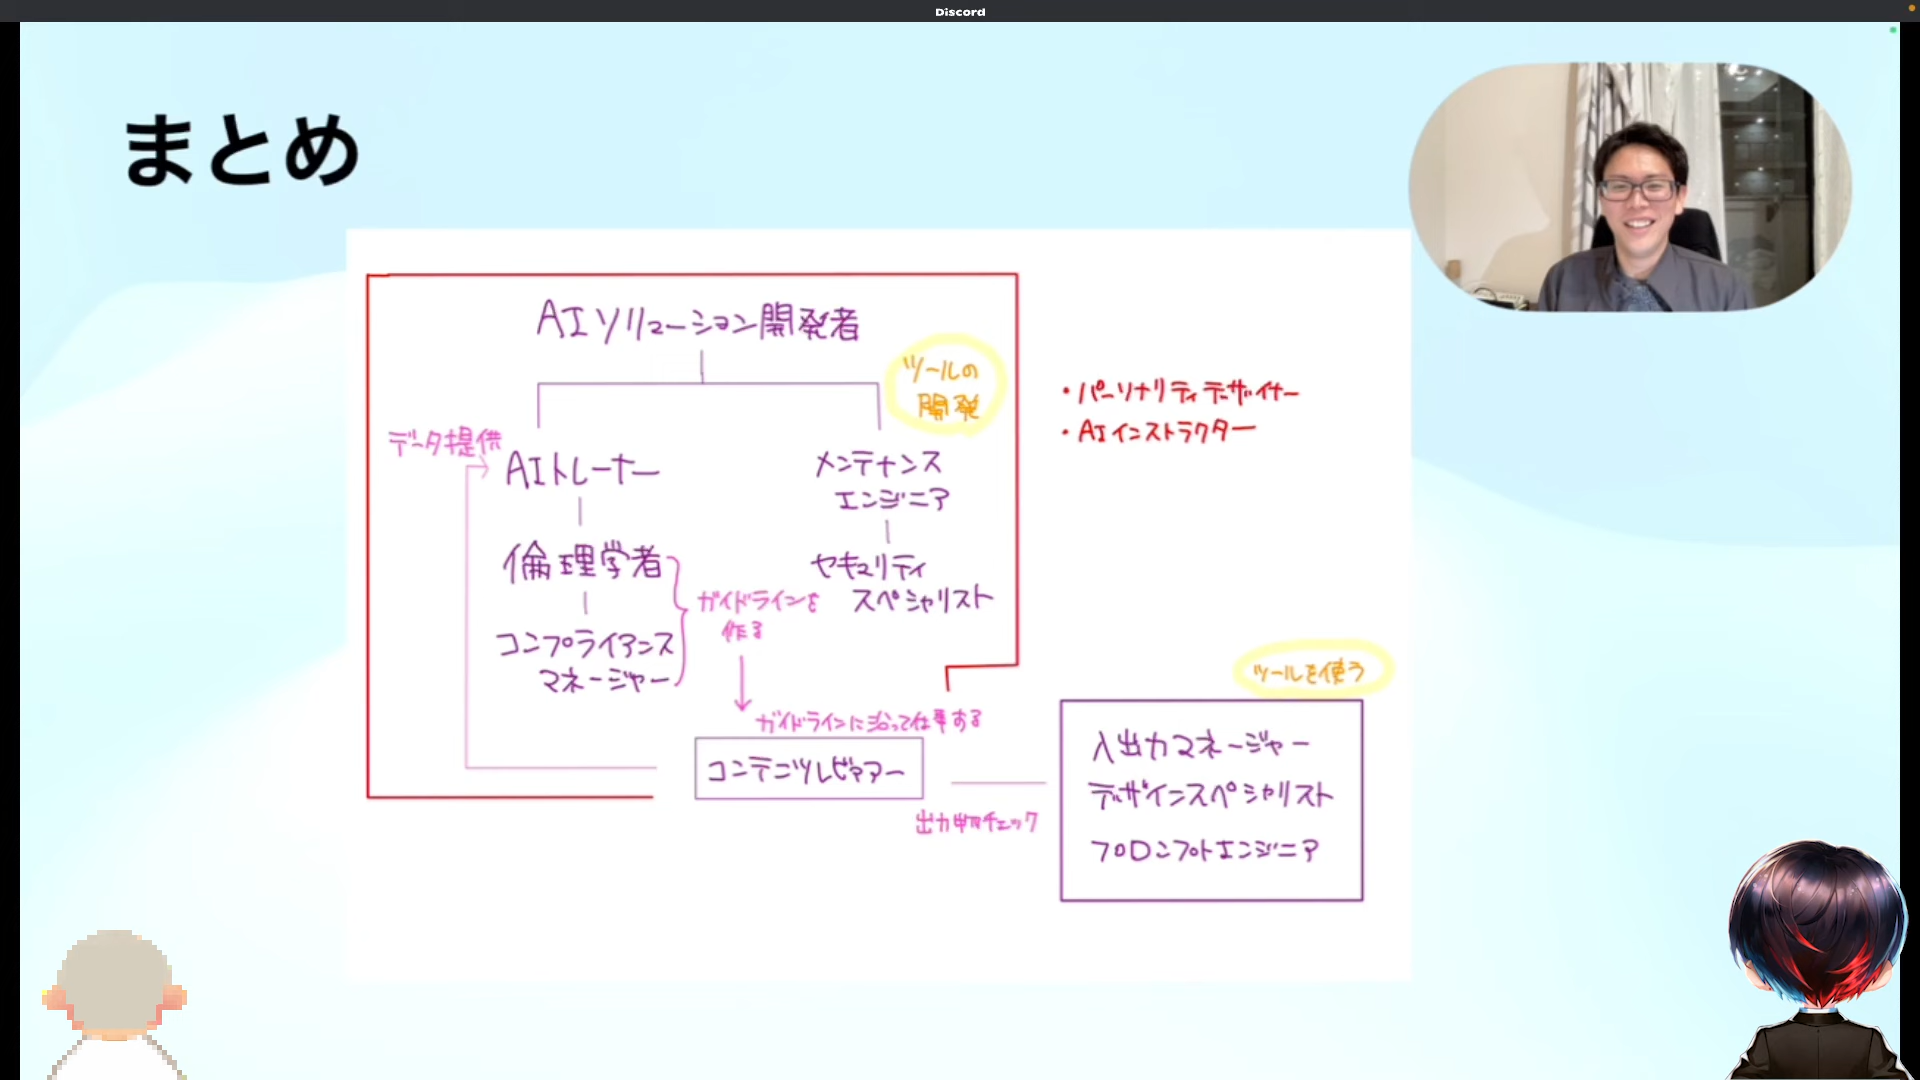 Discord
まとめ
AIソリューション開発者
ツールの
開発
・パーソナリティデザイナー
・AIインストラクター
データ提供
AIトレーナー
メンテナンス
エンジニア
倫理学者
セキュリティ
スペシャリスト
ガイドラインを
作る
コンプライアンス
マネージャー
ツールを使う
ガイドラインに沿って仕事する
コンテンツレビュアー
入出力マネージャー
デザインスペシャリスト
プロンプトエンジニア
出力物チェック